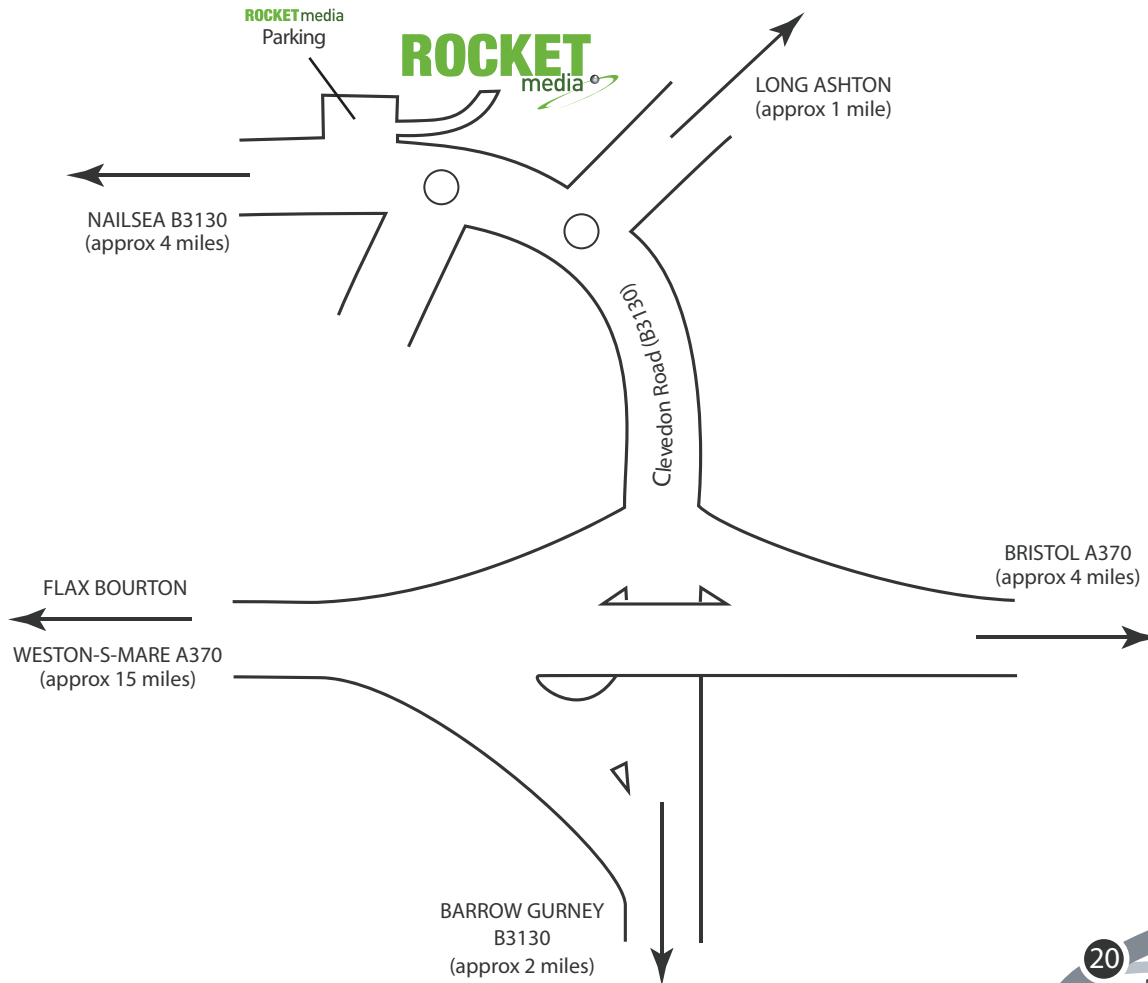 ROCKETmedia
Parking
ROCKET
media
LONG ASHTON
(approx 1 mile)
NAILSEA B3130
(approx 4 miles)
Clevedon Road (B3130)
BRISTOL A370
(approx 4 miles)
FLAX BOURTON
WESTON-S-MARE A370
(approx 15 miles)
BARROW GURNEY
B3130
(approx 2 miles)
20